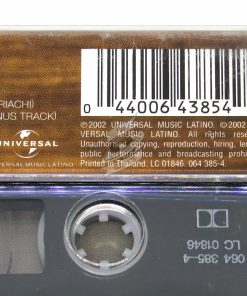 RIACHI)
NUS TRACK)
0 44006 43854
UNIVERSAL
UNIVERSAL MUSIC LATINO.
℗ 2002 UNIVERSAL MUSIC LATINO. © 2002
VERSAL MUSIC LATINO. All rights rese
Unauthorised copying, reproduction, hiring, len
public performance and broadcasting prohib
Printed in Thailand. LC 01846 064 385-4
064 385-4
LC 01846